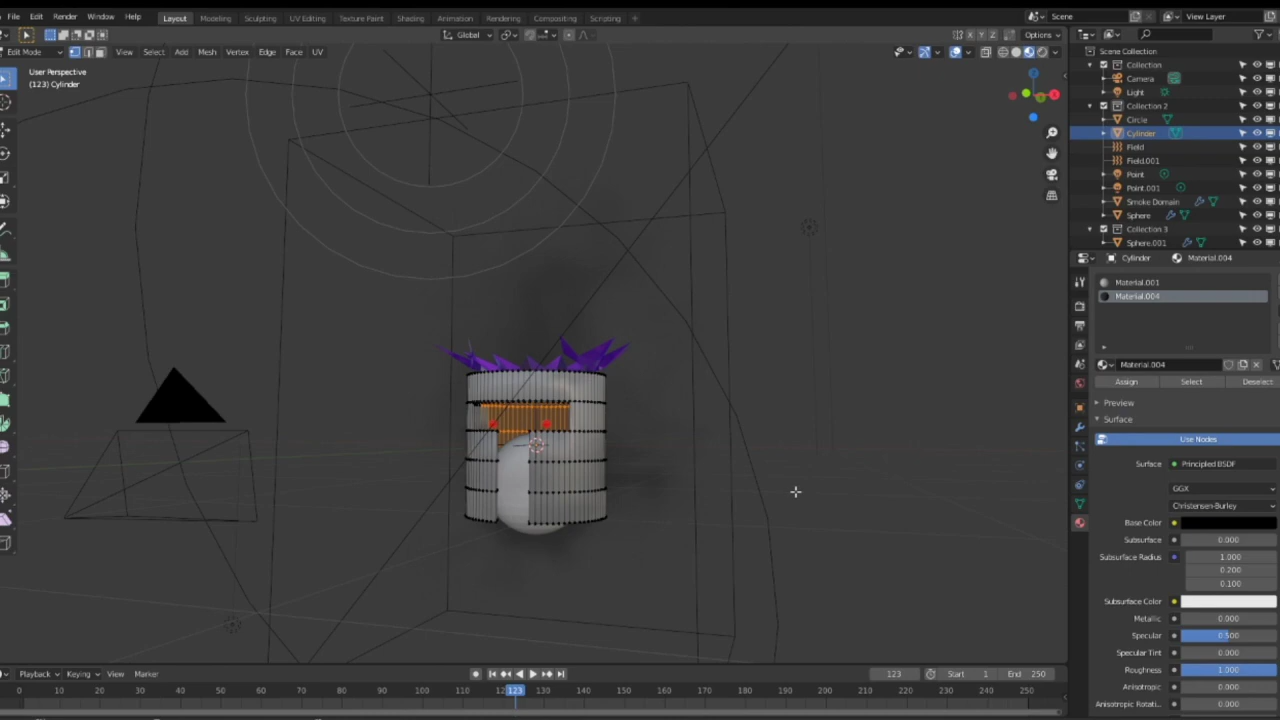 File Edit Render Window Help Layout Modeling Sculpting UV Editing Texture Paint Shading Animation Rendering Compositing Scripting + Scene View Layer
Global Options
Edit Mode View Select Add Mesh Vertex Edge Face UV X Y Z
User Perspective
(123) Cylinder
Scene Collection
Collection
Camera
Light
Collection 2
Circle
Cylinder
Field
Field.001
Point
Point.001
Smoke Domain
Sphere
Collection 3
Sphere.001
Cylinder Material.004
Material.001
Material.004
Material.004
Assign Select Deselect
Preview
Surface
Use Nodes
Surface Principled BSDF
GGX
Christensen-Burley
Base Color
Subsurface 0.000
Subsurface Radius 1.000
0.200
0.100
Subsurface Color
Metallic 0.000
Specular 0.500
Specular Tint 0.000
Roughness 1.000
Anisotropic 0.000
Anisotropic Rotati.. 0.000
Playback Keying View Marker 123 Start 1 End 250
0 10 20 30 40 50 60 70 80 90 100 110 123 130 140 150 160 170 180 190 200 210 220 230 240 250